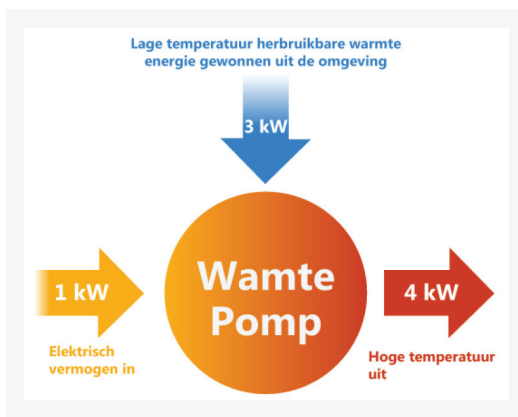 Lage temperatuur herbruikbare warmte
energie gewonnen uit de omgeving
3 kW
1 kW
Wamte
Pomp
4 kW
Elektrisch
vermogen in
Hoge temperatuur
uit